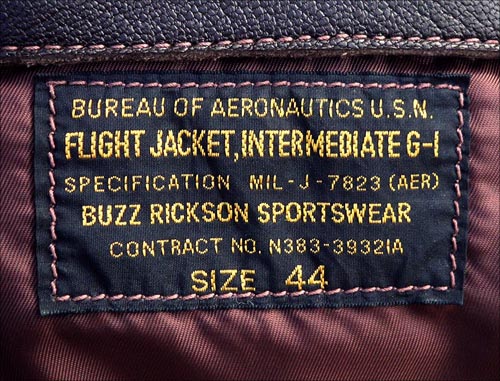 BUREAU OF AERONAUTICS U.S.N.
FLIGHT JACKET, INTERMEDIATE G-1
SPECIFICATION MIL-J-7823 (AER)
BUZZ RICKSON SPORTSWEAR
CONTRACT NO. N383-39321A
SIZE 44